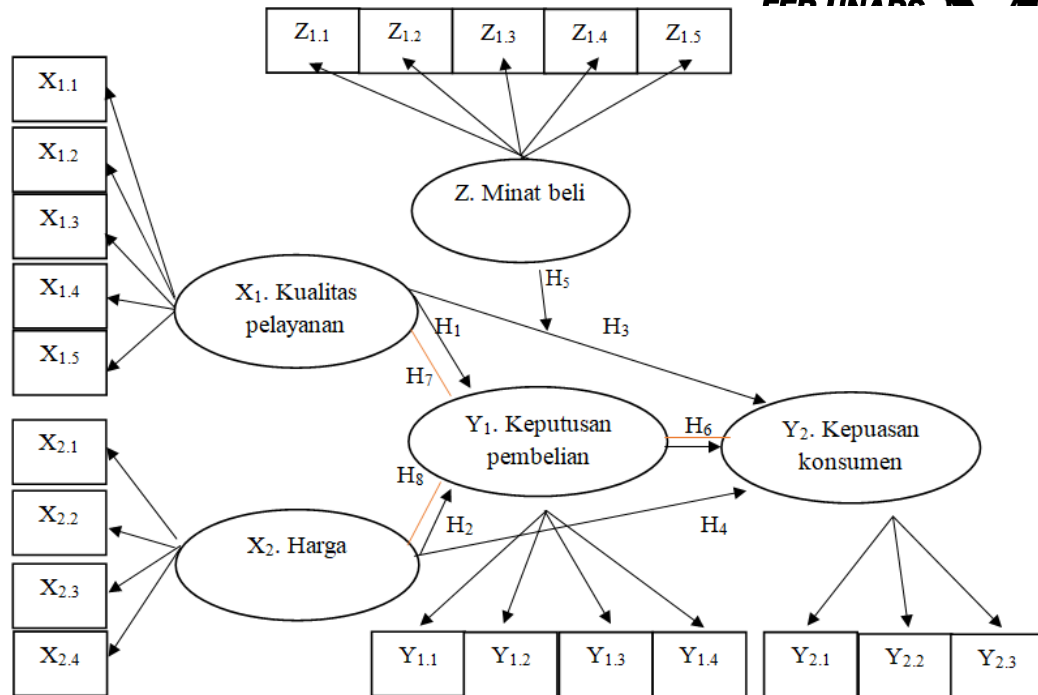 Z1.1 Z1.2 Z1.3 Z1.4 Z1.5
X1.1
X1.2
X1.3
X1.4
X1.5
Z. Minat beli
H5
X1. Kualitas
pelayanan
H1
H3
H7
Y1. Keputusan
pembelian
H6
Y2. Kepuasan
konsumen
X2.1
X2.2
X2.3
X2.4
X2. Harga
H8
H2
H4
Y1.1 Y1.2 Y1.3 Y1.4
Y2.1 Y2.2 Y2.3